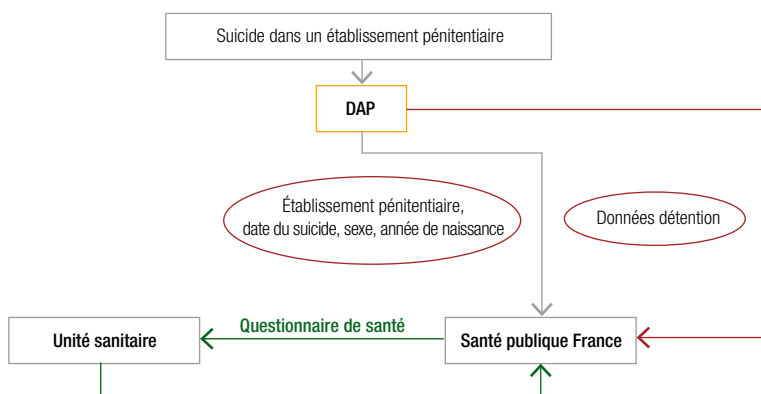 Suicide dans un établissement pénitentiaire
DAP
Établissement pénitentiaire,
date du suicide, sexe, année de naissance
Données détention
Questionnaire de santé
Unité sanitaire
Santé publique France